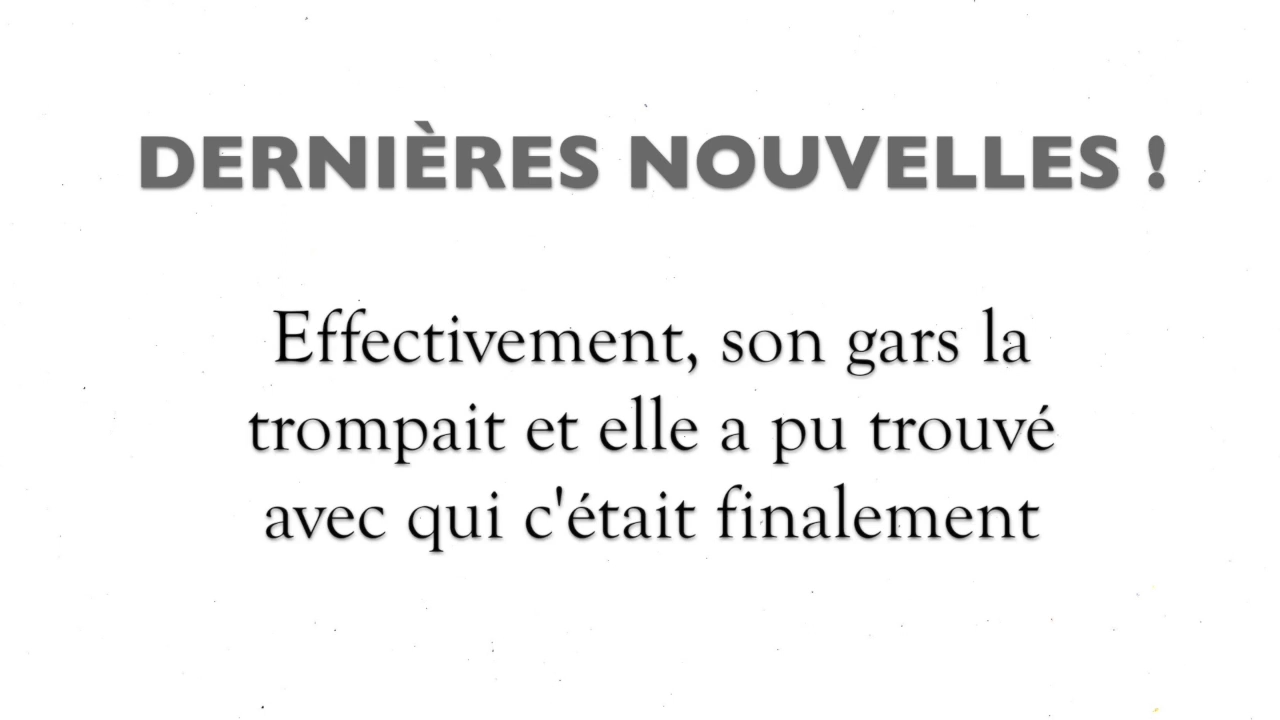 DERNIÈRES NOUVELLES !
Effectivement, son gars la
trompait et elle a pu trouvé
avec qui c'était finalement